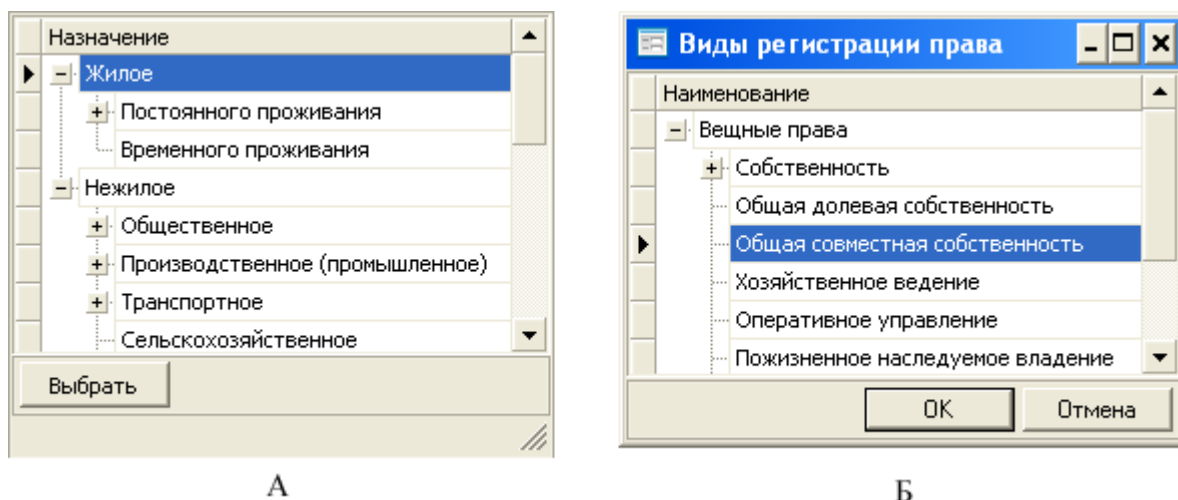 Назначение
Жилое
Постоянного проживания
Временного проживания
Нежилое
Общественное
Производственное (промышленное)
Транспортное
Сельскохозяйственное
Выбрать
А
Виды регистрации права
Наименование
Вещные права
Собственность
Общая долевая собственность
Общая совместная собственность
Хозяйственное ведение
Оперативное управление
Пожизненное наследуемое владение
OK
Отмена
Б